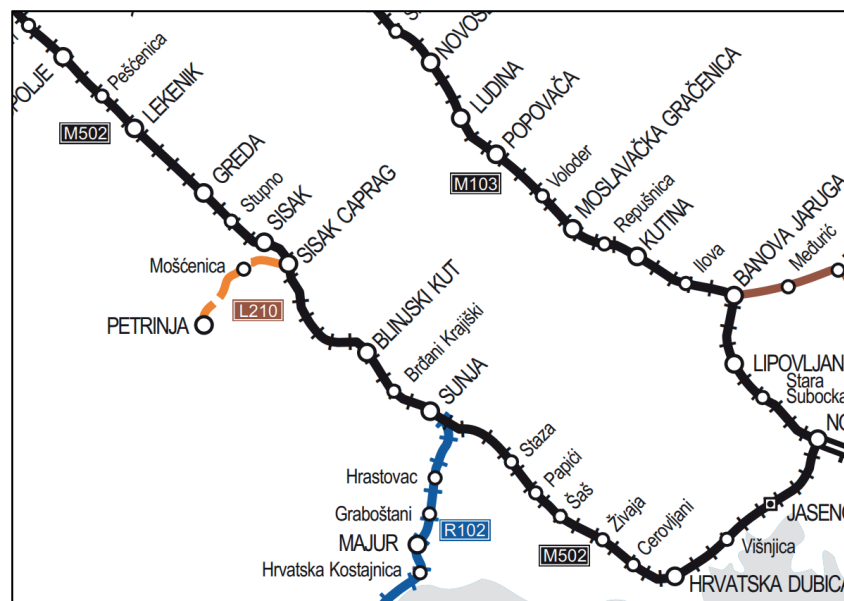 NOVOS
POLJE
Pešćenica
LEKENIK
M502
LUDINA
POPOVAČA
M103
Voloder
MOSLAVAČKA GRAČENICA
Repušnica
KUTINA
Ilova
BANOVA JARUGA
Međurić
GREDA
Stupno
SISAK
SISAK CAPRAG
Mošćenica
PETRINJA
L210
BLINJSKI KUT
Brđani Krajiški
SUNJA
LIPOVLJAN
Stara
Subocka
NO
Hrastovac
Graboštani
R102
MAJUR
Hrvatska Kostajnica
Staza
Papići
Šaš
Živaja
Cerovljani
M502
JASENO
Višnjica
HRVATSKA DUBICA